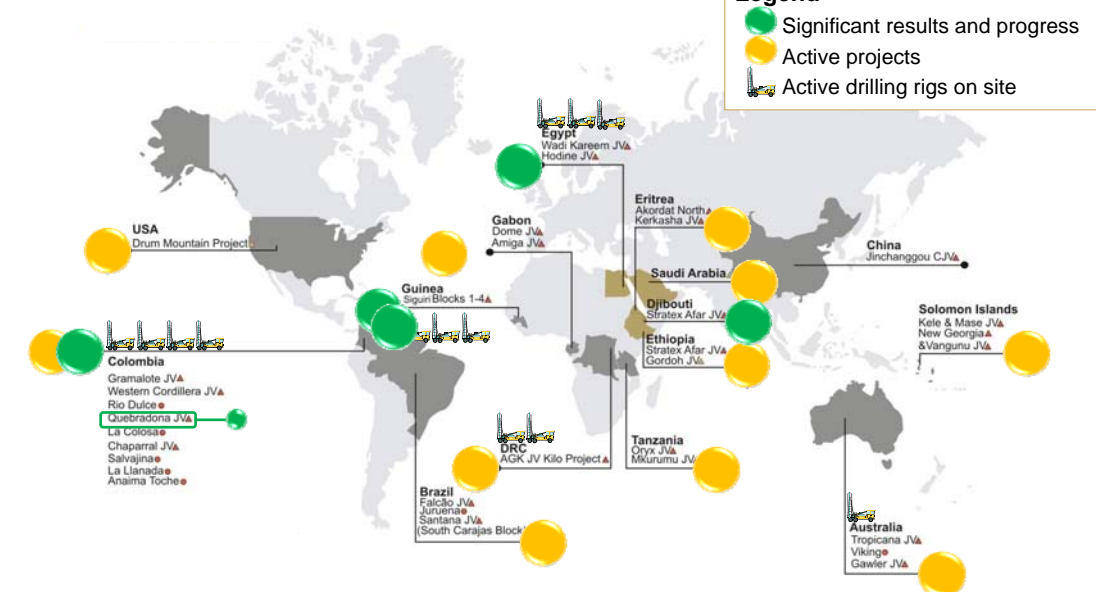 Legend
Significant results and progress
Active projects
Active drilling rigs on site
Egypt
Wadi Kareem JV
Hodine JV
Eritrea
Akordat North
Kerkasha JV
Gabon
Dome JV
Amiga JV
USA
Drum Mountain Project
China
Jinchanggou CJV
Saudi Arabia
Guinea
Siguiri Blocks 1-4
Djibouti
Stratex Afar JV
Solomon Islands
Kele & Mase JV
New Georgia
&Vangunu JV
Ethiopia
Stratex Afar JV
Gordoh JV
Colombia
Gramalote JV
Western Cordillera JV
Rio Dulce
Quebradona JV
La Colosa
Chaparral JV
Salvajina
La Llanada
Anaima Toche
DRC
AGK JV Kilo Project
Tanzania
Oryx JV
Mkurumu JV
Brazil
Falcão JV
Juruena
Santana JV
(South Carajas Block
Australia
Tropicana JV
Viking
Gawler JV